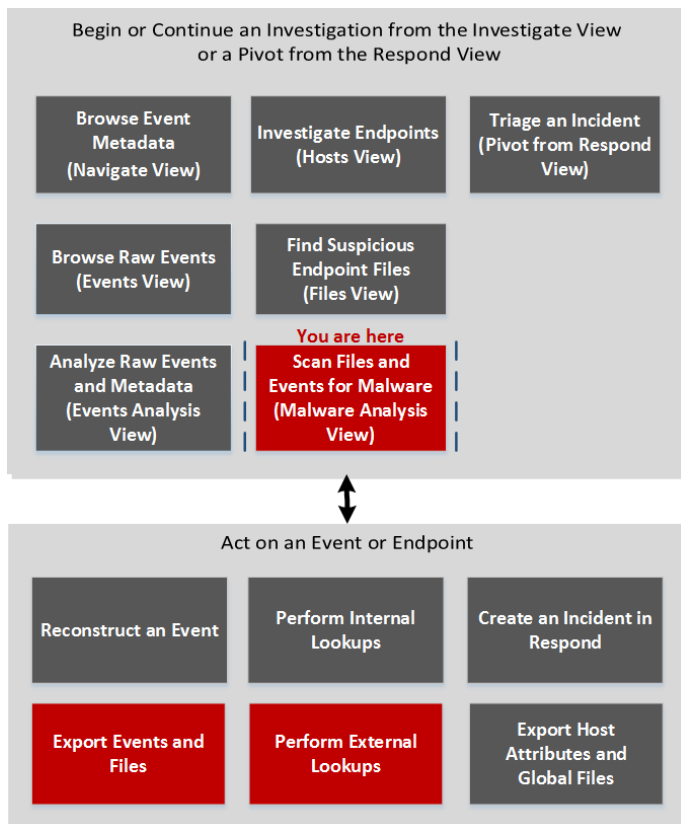 Begin or Continue an Investigation from the Investigate View
or a Pivot from the Respond View
Browse Event
Metadata
(Navigate View)
Investigate Endpoints
(Hosts View)
Triage an Incident
(Pivot from Respond
View)
Browse Raw Events
(Events View)
Find Suspicious
Endpoint Files
(Files View)
Analyze Raw Events
and Metadata
(Events Analysis
View)
You are here
Scan Files and
Events for Malware
(Malware Analysis
View)
Act on an Event or Endpoint
Reconstruct an Event
Perform Internal
Lookups
Create an Incident in
Respond
Export Events and
Files
Perform External
Lookups
Export Host
Attributes and
Global Files